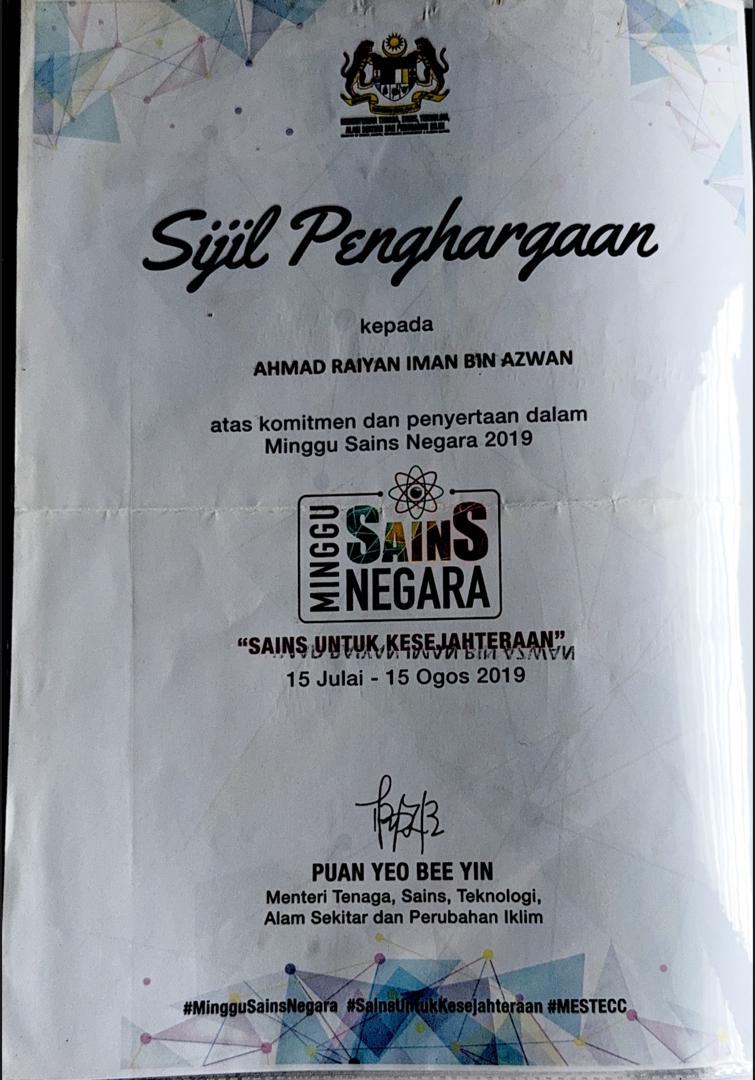 KEMENTERIAN TENAGA, SAINS, TEKNOLOGI,
ALAM SEKITAR DAN PERUBAHAN IKLIM
Sijil Penghargaan
kepada
AHMAD RAIYAN IMAN BIN AZWAN
atas komitmen dan penyertaan dalam
Minggu Sains Negara 2019
MINGGU
SAINS
NEGARA
“SAINS UNTUK KESEJAHTERAAN”
15 Julai - 15 Ogos 2019
PUAN YEO BEE YIN
Menteri Tenaga, Sains, Teknologi,
Alam Sekitar dan Perubahan Iklim
#MingguSainsNegara #SainsUntukKesejahteraan #MESTECC